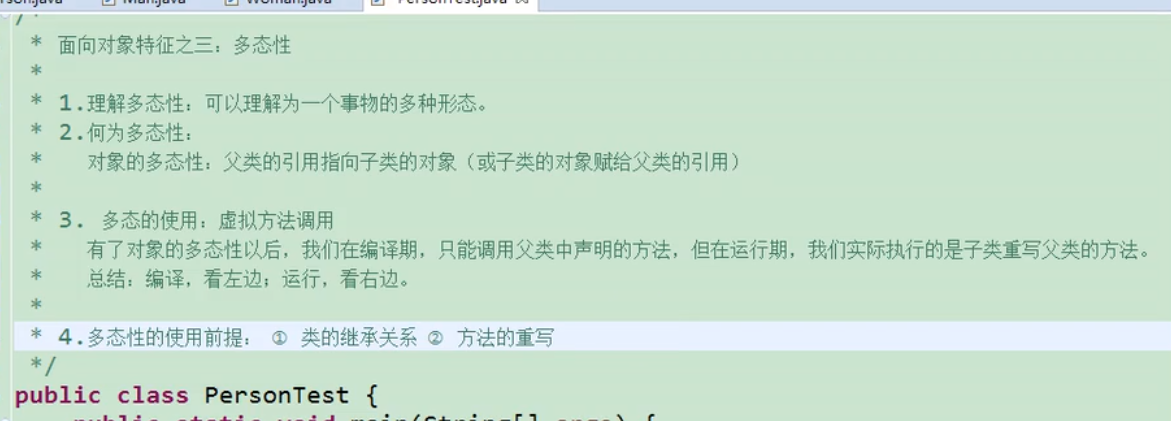 Man.java Woman.java PersonTest.java
/*
* 面向对象特征之三：多态性
*
* 1.理解多态性：可以理解为一个事物的多种形态。
* 2.何为多态性：
* 对象的多态性：父类的引用指向子类的对象（或子类的对象赋给父类的引用）
*
* 3. 多态的使用：虚拟方法调用
* 有了对象的多态性以后，我们在编译期，只能调用父类中声明的方法，但在运行期，我们实际执行的是子类重写父类的方法。
* 总结：编译，看左边；运行，看右边。
*
* 4.多态性的使用前提： ① 类的继承关系 ② 方法的重写
*/
public class PersonTest {
public static void main(String[] args) {